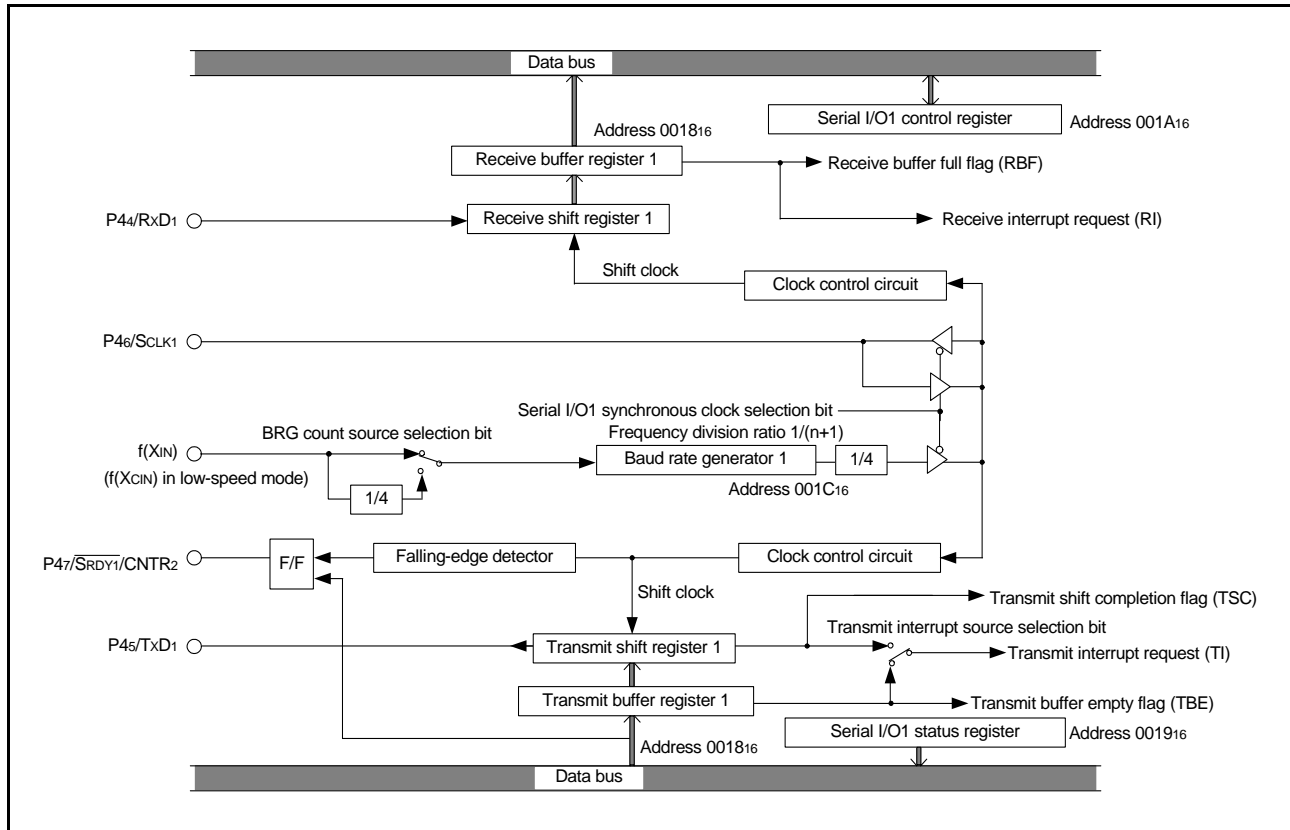 Data bus
Serial I/O1 control register
Address 001A16
Address 001816
Receive buffer register 1
Receive buffer full flag (RBF)
P44/RXD1
Receive shift register 1
Receive interrupt request (RI)
Shift clock
Clock control circuit
P46/SCLK1
Serial I/O1 synchronous clock selection bit
BRG count source selection bit
Frequency division ratio 1/(n+1)
f(XIN)
Baud rate generator 1
1/4
(f(XCIN) in low-speed mode)
1/4
Address 001C16
P47/SRDY1/CNTR2
F/F
Falling-edge detector
Clock control circuit
Shift clock
Transmit shift completion flag (TSC)
Transmit interrupt source selection bit
P45/TXD1
Transmit shift register 1
Transmit interrupt request (TI)
Transmit buffer register 1
Transmit buffer empty flag (TBE)
Address 001816
Serial I/O1 status register
Address 001916
Data bus